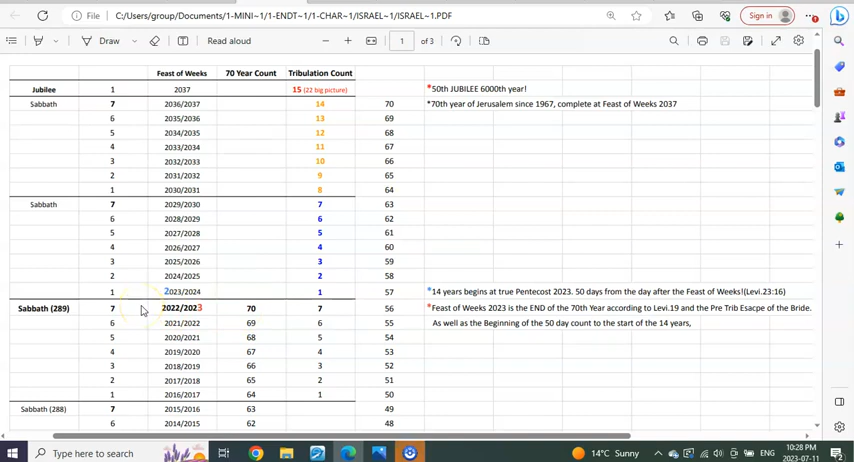 C:/Users/group/Documents/1-MINI~1/1-ENDT~1/1-CHAR~1/ISRAEL~1/ISRAEL~1.PDF
Sign in
Draw Read aloud 1 of 3
Feast of Weeks 70 Year Count Tribulation Count
Jubilee 1 2037 15 (22 big picture) *50th JUBILEE 6000th year!
Sabbath 7 2036/2037 14 70 *70th year of Jerusalem since 1967, complete at Feast of Weeks 2037
6 2035/2036 13 69
5 2034/2035 12 68
4 2033/2034 11 67
3 2032/2033 10 66
2 2031/2032 9 65
1 2030/2031 8 64
Sabbath 7 2029/2030 7 63
6 2028/2029 6 62
5 2027/2028 5 61
4 2026/2027 4 60
3 2025/2026 3 59
2 2024/2025 2 58
1 2023/2024 1 57 *14 years begins at true Pentecost 2023. 50 days from the day after the Feast of Weeks!(Levi.23:16)
Sabbath (289) 7 2022/2023 70 7 56 *Feast of Weeks 2023 is the END of the 70th Year according to Levi.19 and the Pre Trib Esacpe of the Bride.
6 2021/2022 69 6 55 As well as the Beginning of the 50 day count to the start of the 14 years,
5 2020/2021 68 5 54
4 2019/2020 67 4 53
3 2018/2019 66 3 52
2 2017/2018 65 2 51
1 2016/2017 64 1 50
Sabbath (288) 7 2015/2016 63 49
6 2014/2015 62 48
Type here to search
14°C Sunny
ENG
10:28 PM
2023-07-11